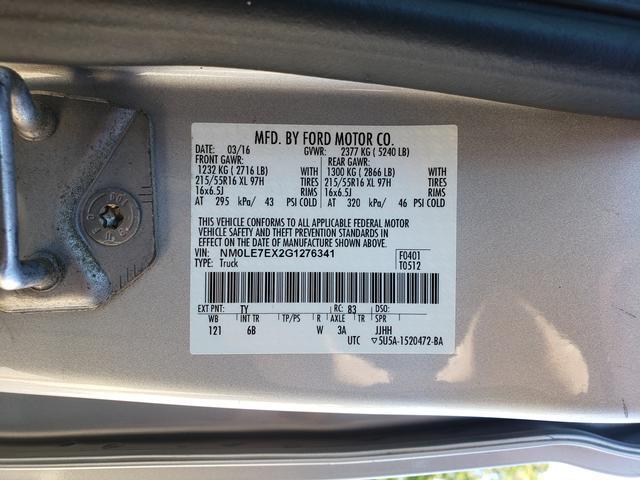 MFD. BY FORD MOTOR CO.
DATE: 03/16 GVWR: 2377 KG ( 5240 LB)
FRONT GAWR: REAR GAWR:
1232 KG ( 2716 LB) WITH 1300 KG ( 2866 LB) WITH
215/55R16 XL 97H TIRES 215/55R16 XL 97H TIRES
16x6.5J RIMS 16x6.5J RIMS
AT 295 kPa/ 43 PSI COLD AT 320 kPa/ 46 PSI COLD
THIS VEHICLE CONFORMS TO ALL APPLICABLE FEDERAL MOTOR
VEHICLE SAFETY AND THEFT PREVENTION STANDARDS IN
EFFECT ON THE DATE OF MANUFACTURE SHOWN ABOVE.
VIN: NM0LE7EX2G1276341 F0401
TYPE: Truck T0512
EXT PNT: TY RC: 83 DSO:
WB INT TR TP/PS R AXLE TR SPR
121 6B W 3A JJHH
UTC ▽5U5A-1520472-BA